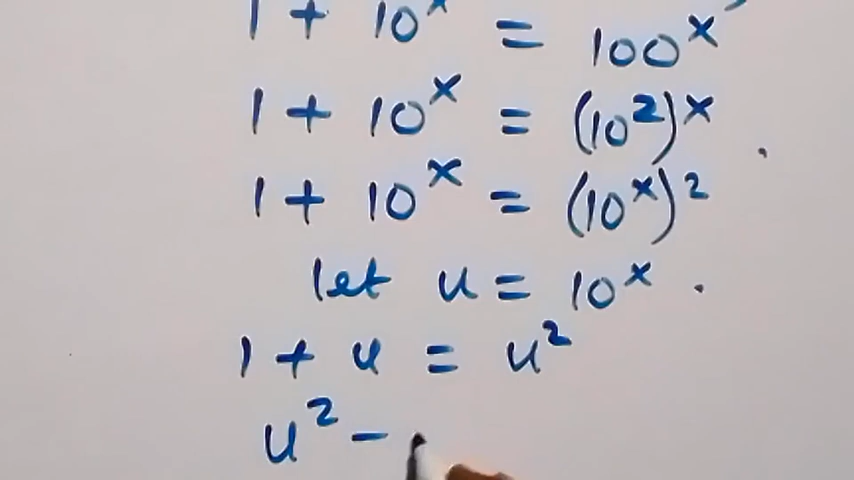 1 + 10^x = 100^x
1 + 10^x = (10^2)^x
1 + 10^x = (10^x)^2
let u = 10^x.
1 + u = u^2
u^2 -